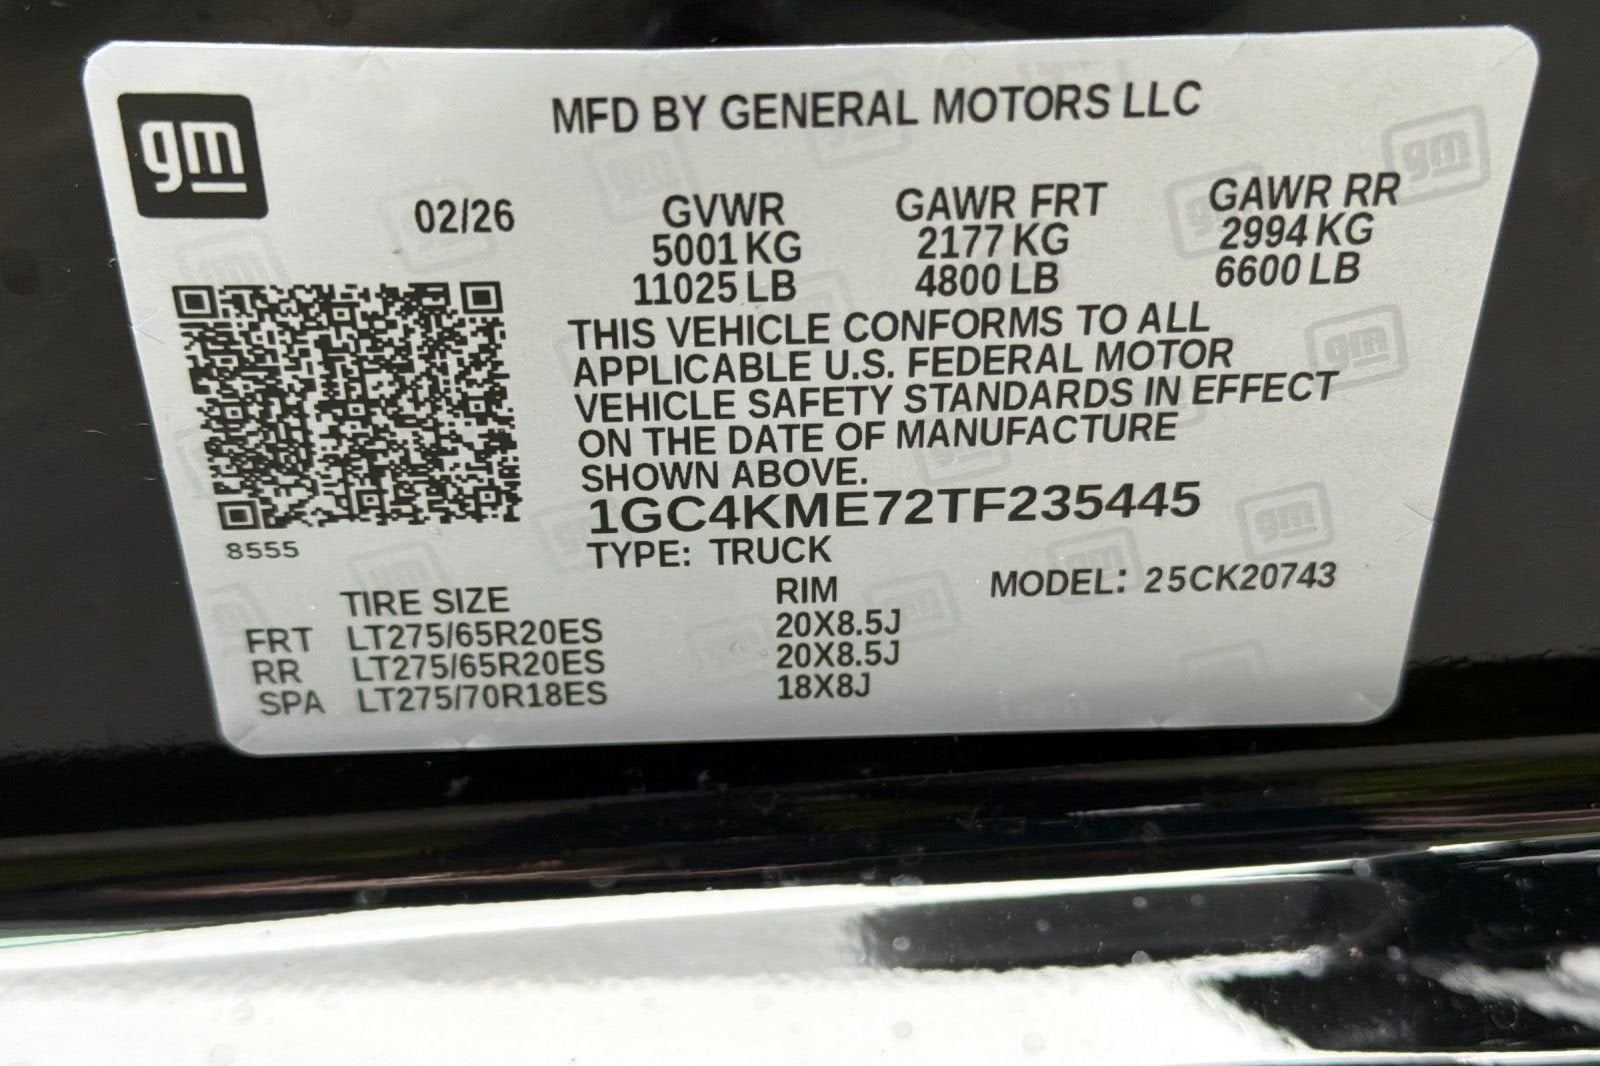 gm
MFD BY GENERAL MOTORS LLC
02/26 GVWR GAWR FRT GAWR RR
5001 KG 2177 KG 2994 KG
11025 LB 4800 LB 6600 LB
THIS VEHICLE CONFORMS TO ALL
APPLICABLE U.S. FEDERAL MOTOR
VEHICLE SAFETY STANDARDS IN EFFECT
ON THE DATE OF MANUFACTURE
SHOWN ABOVE.
1GC4KME72TF235445
8555
TYPE: TRUCK
MODEL: 25CK20743
TIRE SIZE RIM
FRT LT275/65R20ES 20X8.5J
RR LT275/65R20ES 20X8.5J
SPA LT275/70R18ES 18X8J